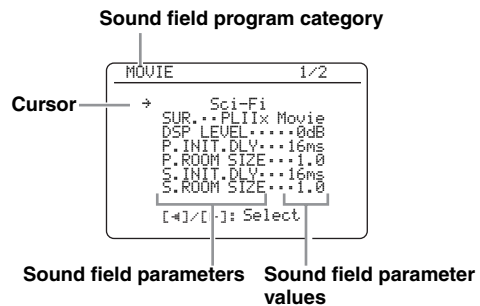 Sound field program category
MOVIE 1/2
Cursor
→ Sci-Fi
SUR.··PLIIx Movie
DSP LEVEL·····0dB
P.INIT.DLY···16ms
P.ROOM SIZE···1.0
S.INIT.DLY···16ms
S.ROOM SIZE···1.0
[◀]/[·]: Select
Sound field parameters
Sound field parameter
values